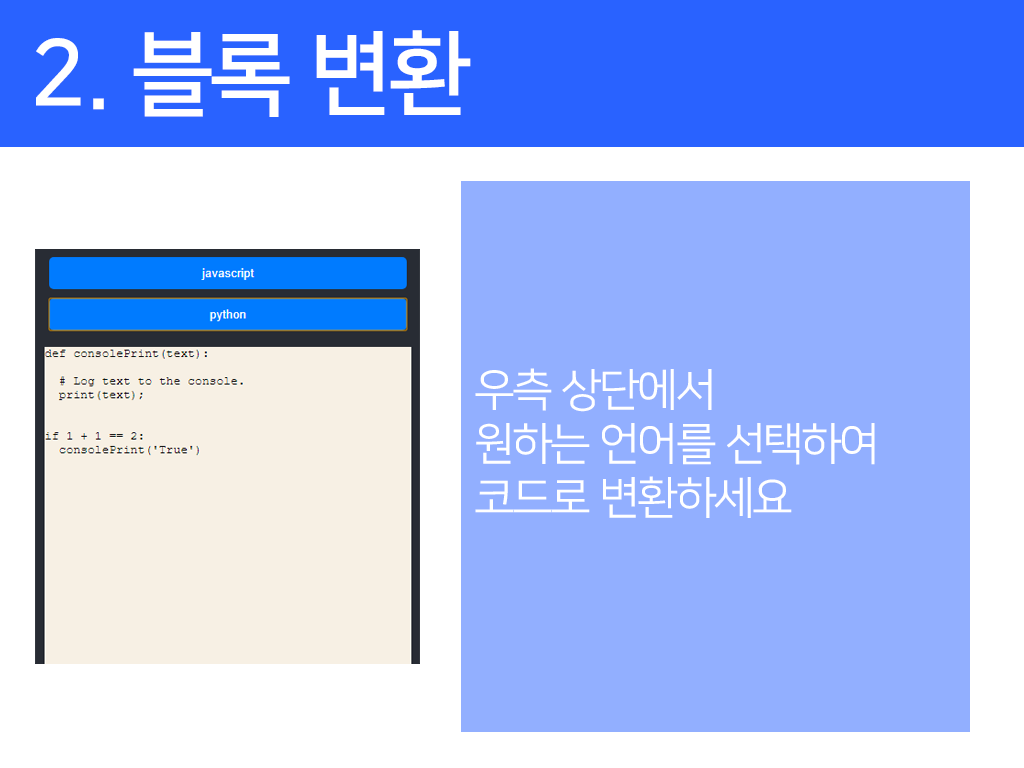 2. 블록 변환
javascript
python
def consolePrint(text):
# Log text to the console.
print(text);
if 1 + 1 == 2:
consolePrint('True')
우측 상단에서
원하는 언어를 선택하여
코드로 변환하세요